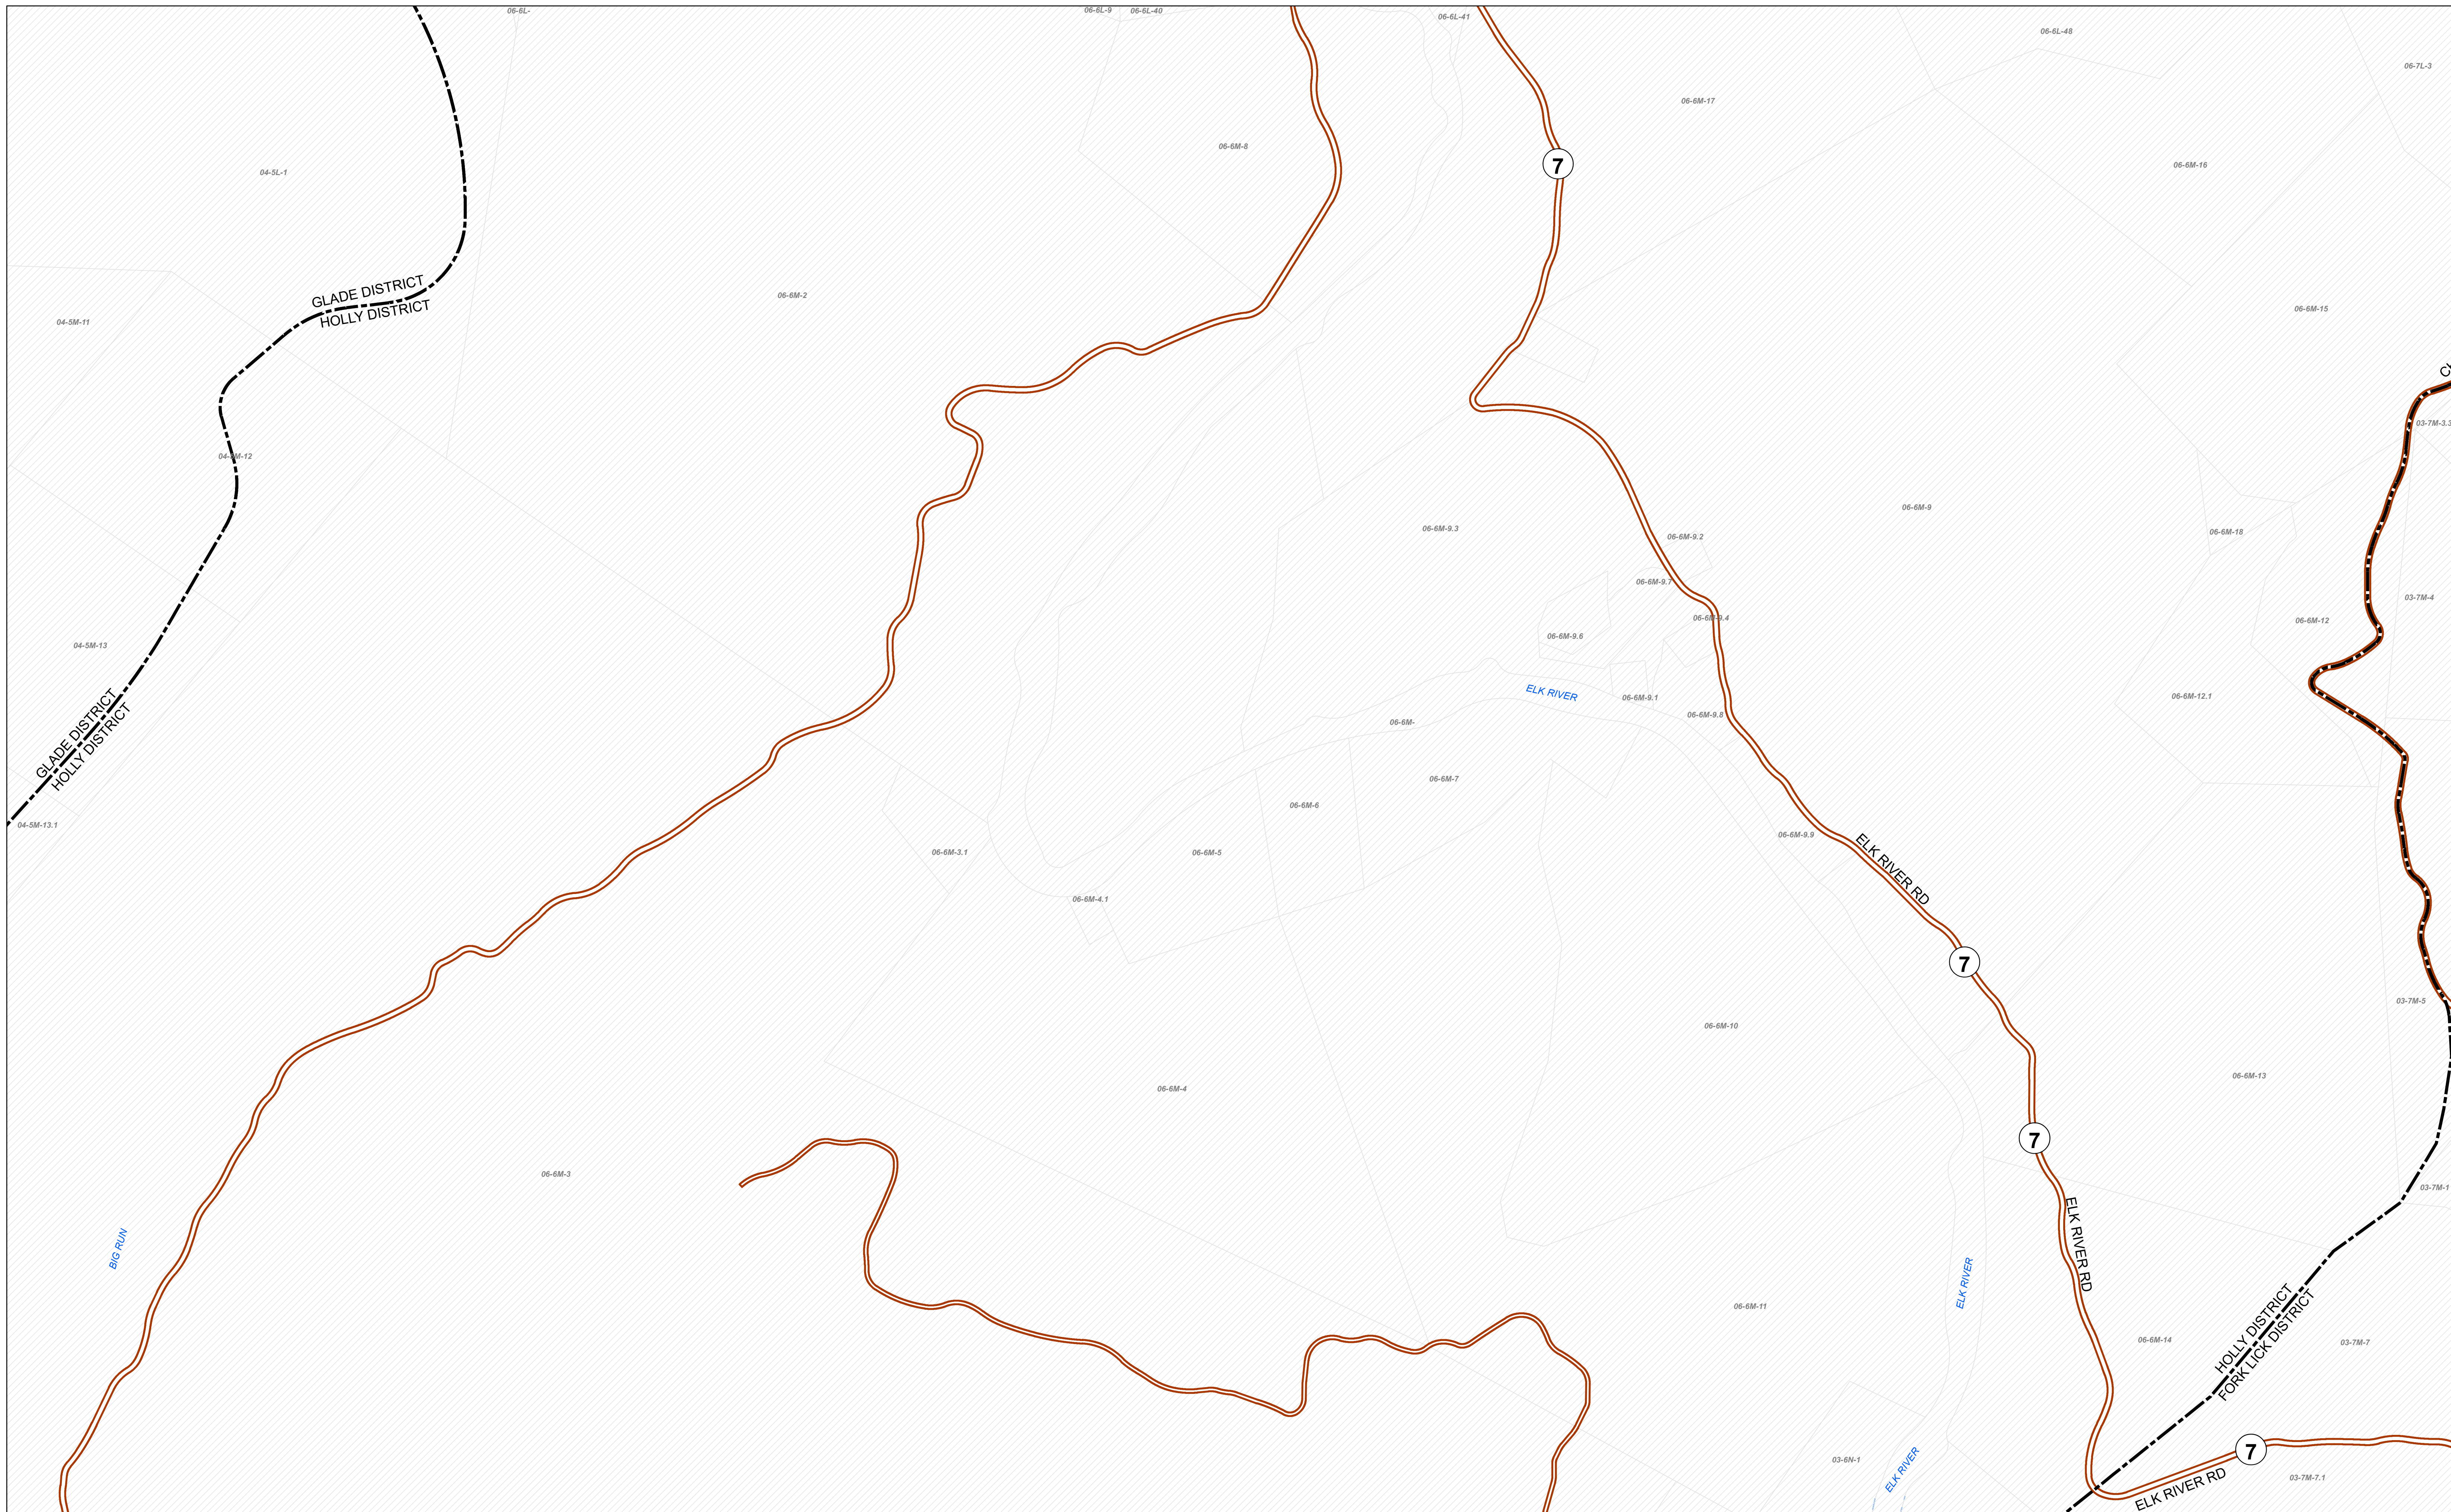 06-6L-
06-6L-9
06-6L-40
06-6L-41
06-6L-48
06-7L-3
06-6M-17
06-6M-8
7
06-6M-16
04-5L-1
GLADE DISTRICT
HOLLY DISTRICT
06-6M-2
06-6M-15
04-5M-11
03-7M-3.3
04-5M-12
06-6M-9
06-6M-9.3
06-6M-18
06-6M-9.2
06-6M-9.7
03-7M-4
06-6M-9.4
06-6M-12
06-6M-9.6
04-5M-13
ELK RIVER
06-6M-9.1
06-6M-12.1
GLADE DISTRICT
HOLLY DISTRICT
06-6M-9.8
06-6M-
06-6M-7
06-6M-6
04-5M-13.1
06-6M-9.9
06-6M-3.1
06-6M-5
ELK RIVER RD
06-6M-4.1
7
03-7M-5
06-6M-10
06-6M-13
06-6M-4
7
06-6M-3
03-7M-1
ELK RIVER RD
BIG RUN
ELK RIVER
06-6M-11
HOLLY DISTRICT
FORK LICK DISTRICT
06-6M-14
03-7M-7
7
03-6N-1
ELK RIVER
ELK RIVER RD
03-7M-7.1